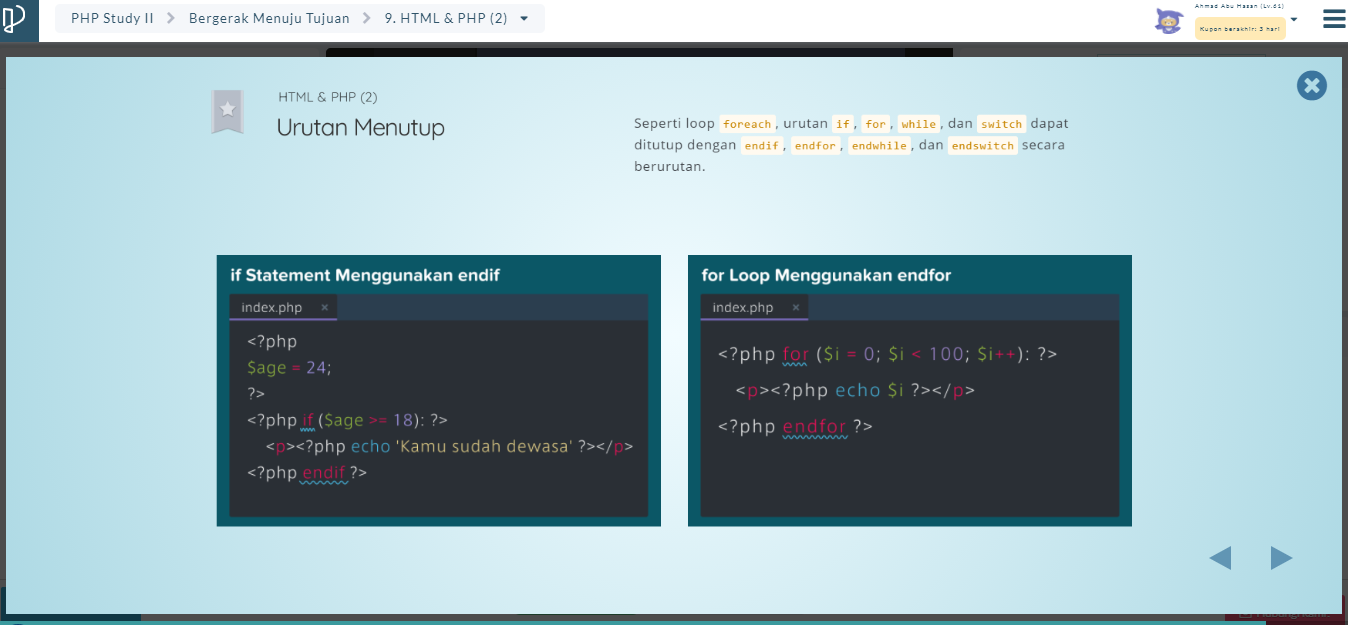 PHP Study II
Bergerak Menuju Tujuan
9. HTML & PHP (2)
Ahmad Abu Hasan (Lv.61)
Kupon berakhir: 3 hari
HTML & PHP (2)
Urutan Menutup
Seperti loop foreach, urutan if, for, while, dan switch dapat
ditutup dengan endif, endfor, endwhile, dan endswitch secara
berurutan.
if Statement Menggunakan endif
index.php ×
<?php
$age = 24;
?>
<?php if ($age >= 18): ?>
<p><?php echo 'Kamu sudah dewasa' ?></p>
<?php endif ?>
for Loop Menggunakan endfor
index.php ×
<?php for ($i = 0; $i < 100; $i++): ?>
<p><?php echo $i ?></p>
<?php endfor ?>